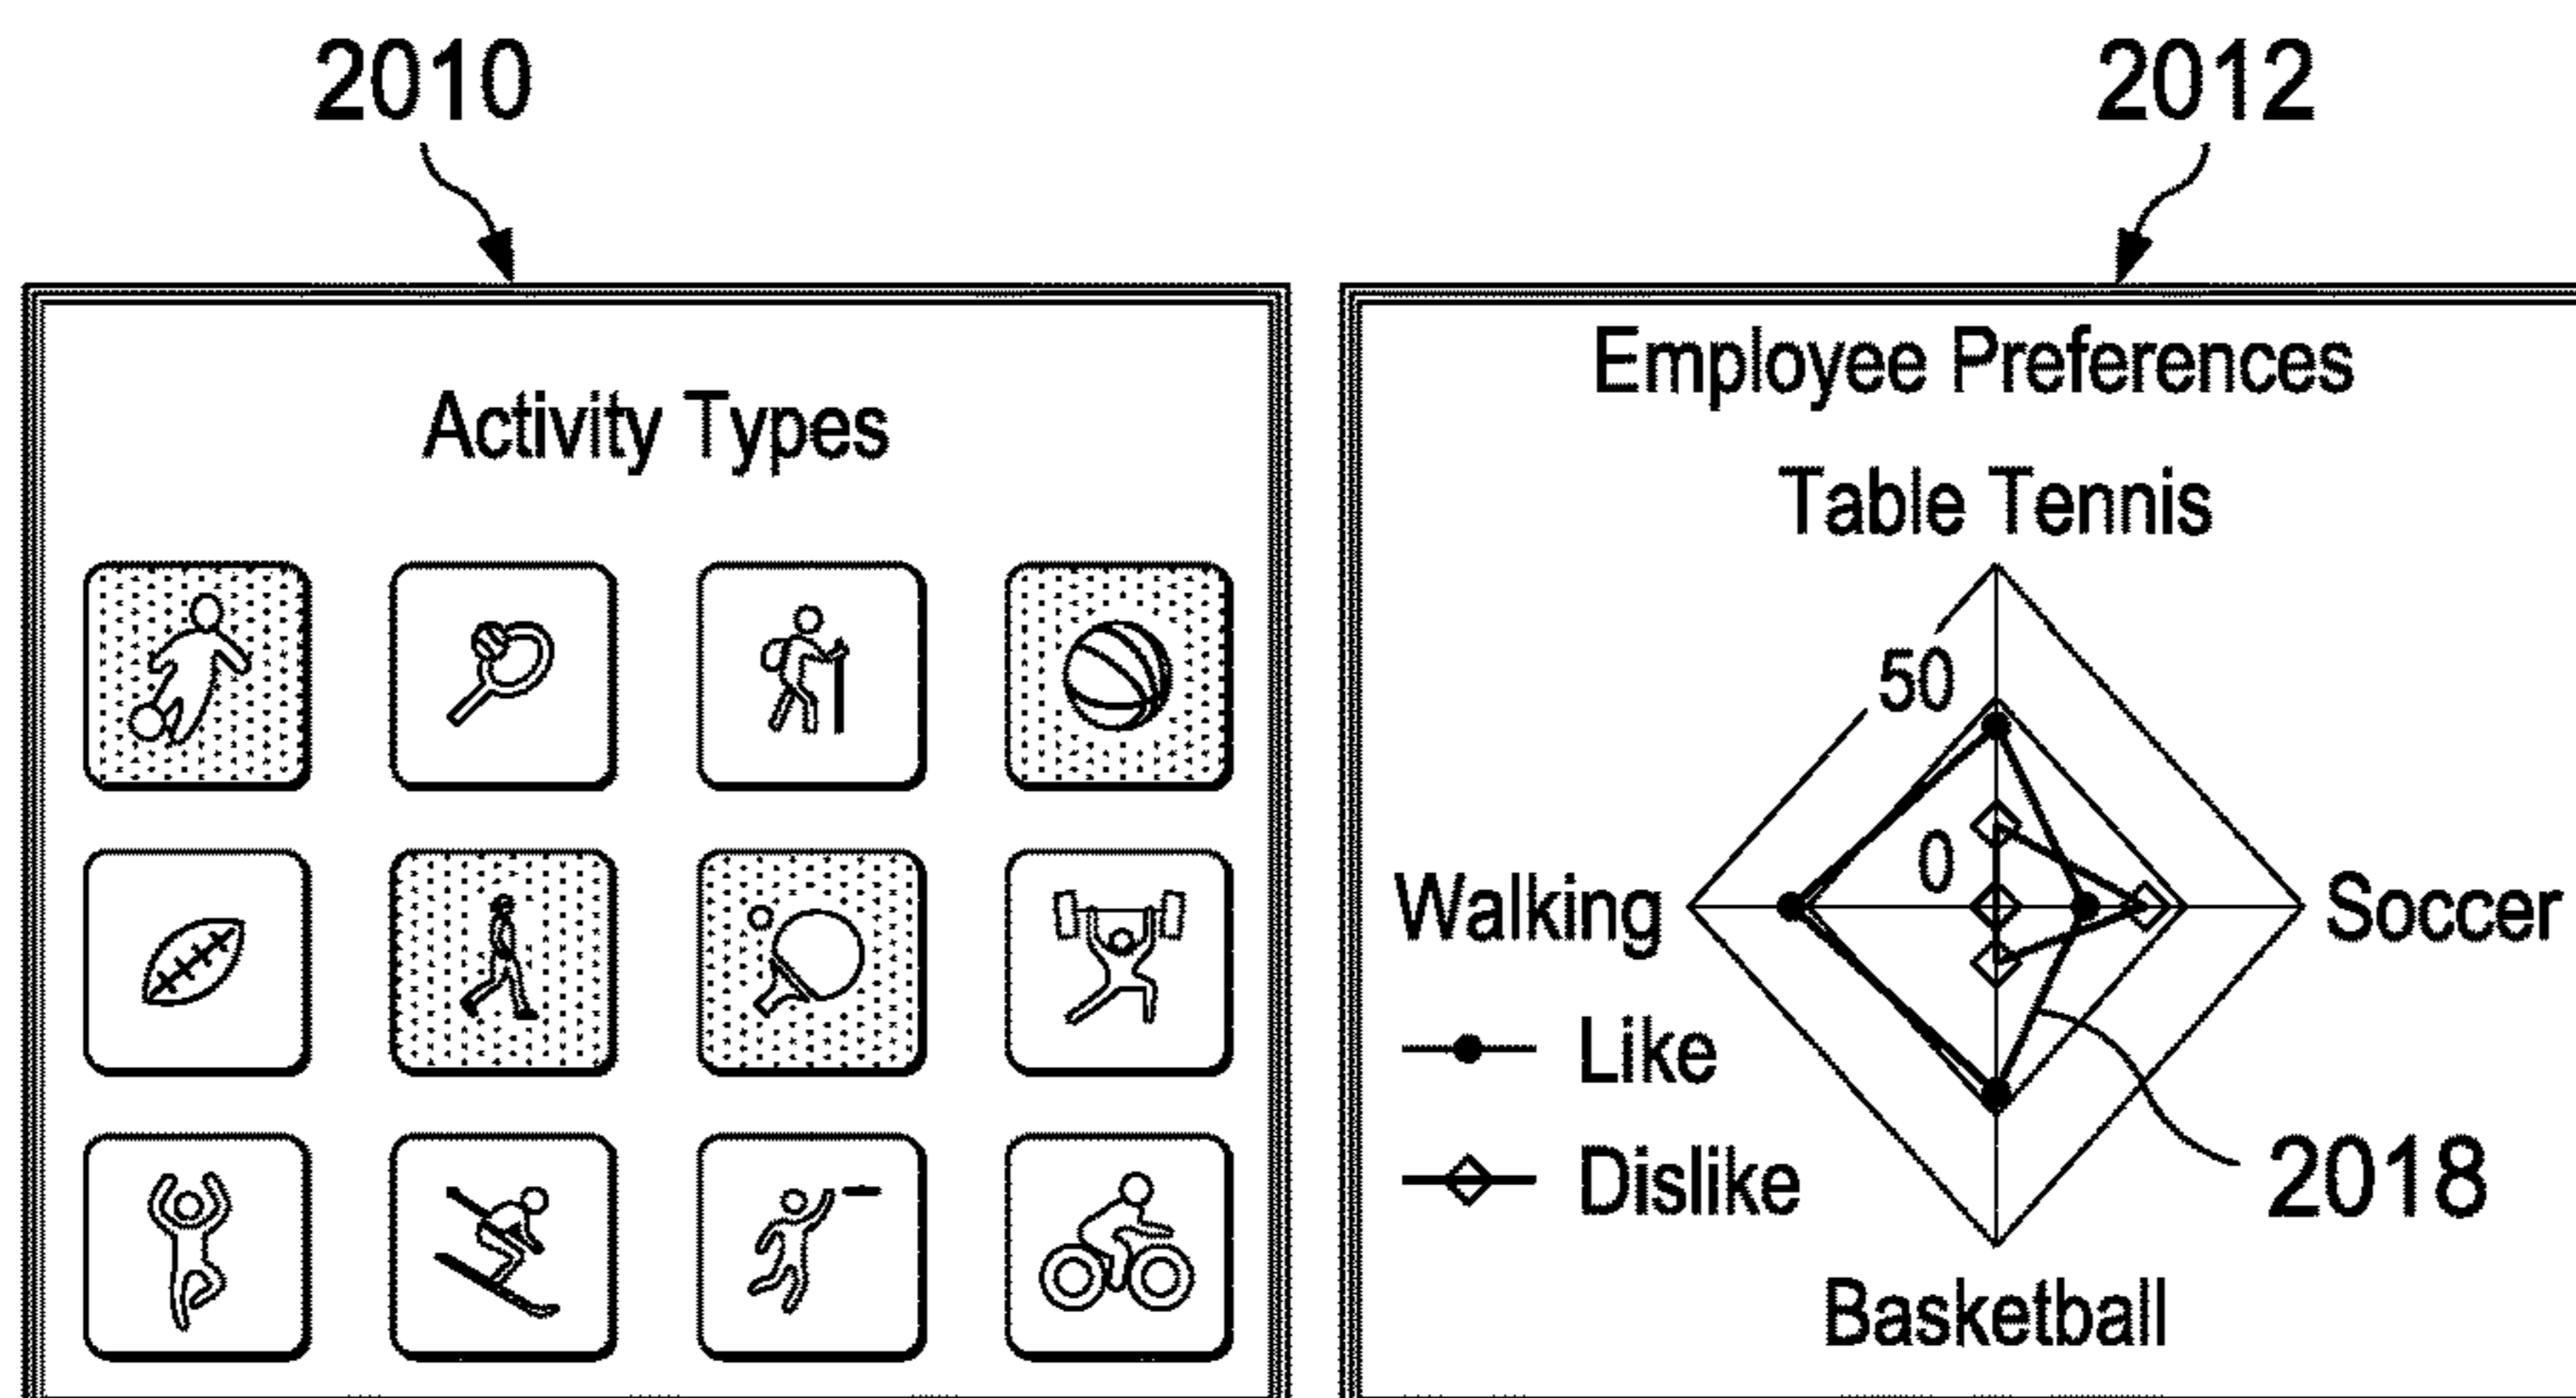 2010
2012
Activity Types
Employee Preferences
Table Tennis
50
0
Walking
Soccer
Like
Dislike
2018
Basketball